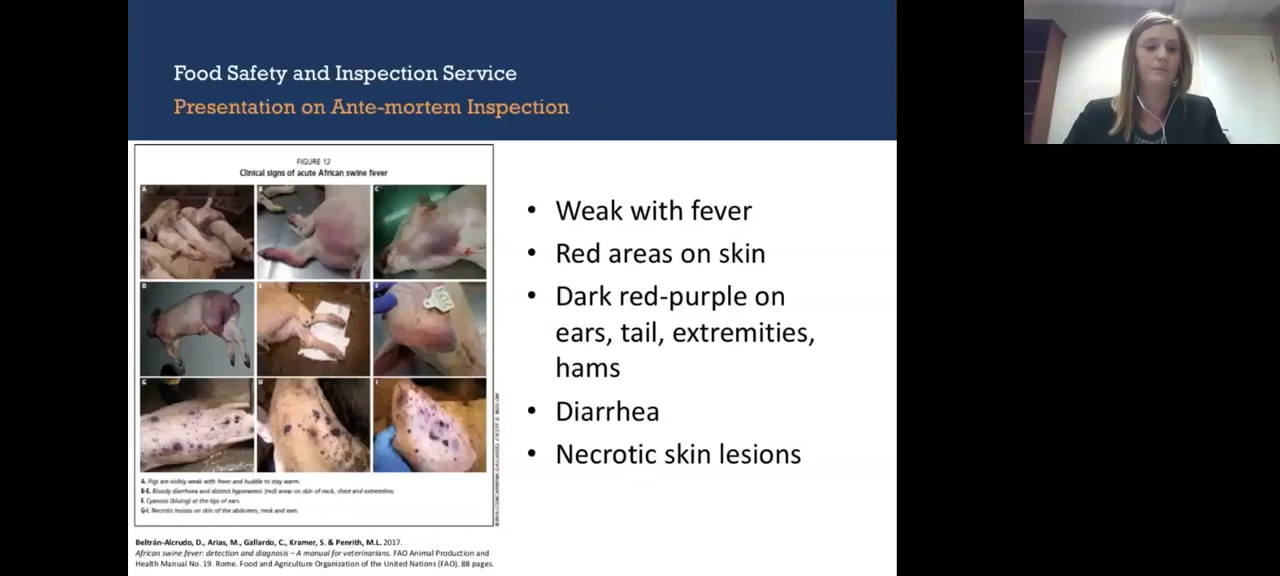 Food Safety and Inspection Service
Presentation on Ante-mortem Inspection
FIGURE 12
Clinical signs of acute African swine fever
A
B
C
D
E
F
G
H
I
A. Pigs are visibly weak with fever and huddle to stay warm.
B-E. Bloody diarrhoea and distinct hyperaemic (red) areas on skin of neck, chest and extremities.
F. Cyanosis (bluing) at the tips of ears.
G-I. Necrotic lesions on skin of the abdomen, neck and ears.
Beltrán-Alcrudo, D., Arias, M., Gallardo, C., Kramer, S. & Penrith, M.L. 2017.
African swine fever: detection and diagnosis – A manual for veterinarians. FAO Animal Production and
Health Manual No. 19. Rome. Food and Agriculture Organization of the United Nations (FAO). 88 pages.
• Weak with fever
• Red areas on skin
• Dark red-purple on
ears, tail, extremities,
hams
• Diarrhea
• Necrotic skin lesions